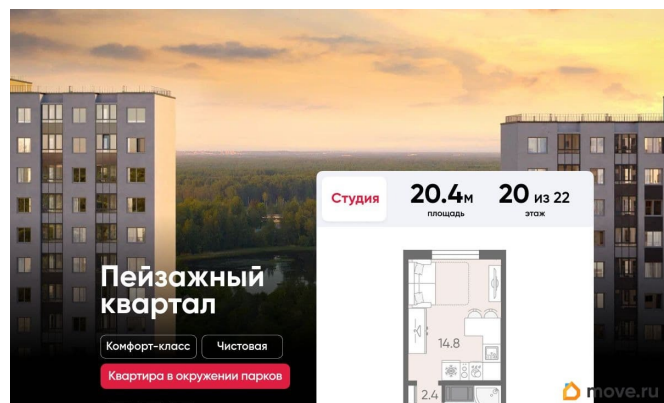 Студия
20.4м
площадь
20 из 22
этаж
Пейзажный
квартал
Комфорт-класс
Чистовая
Квартира в окружении парков
14.8
2.4
move.ru